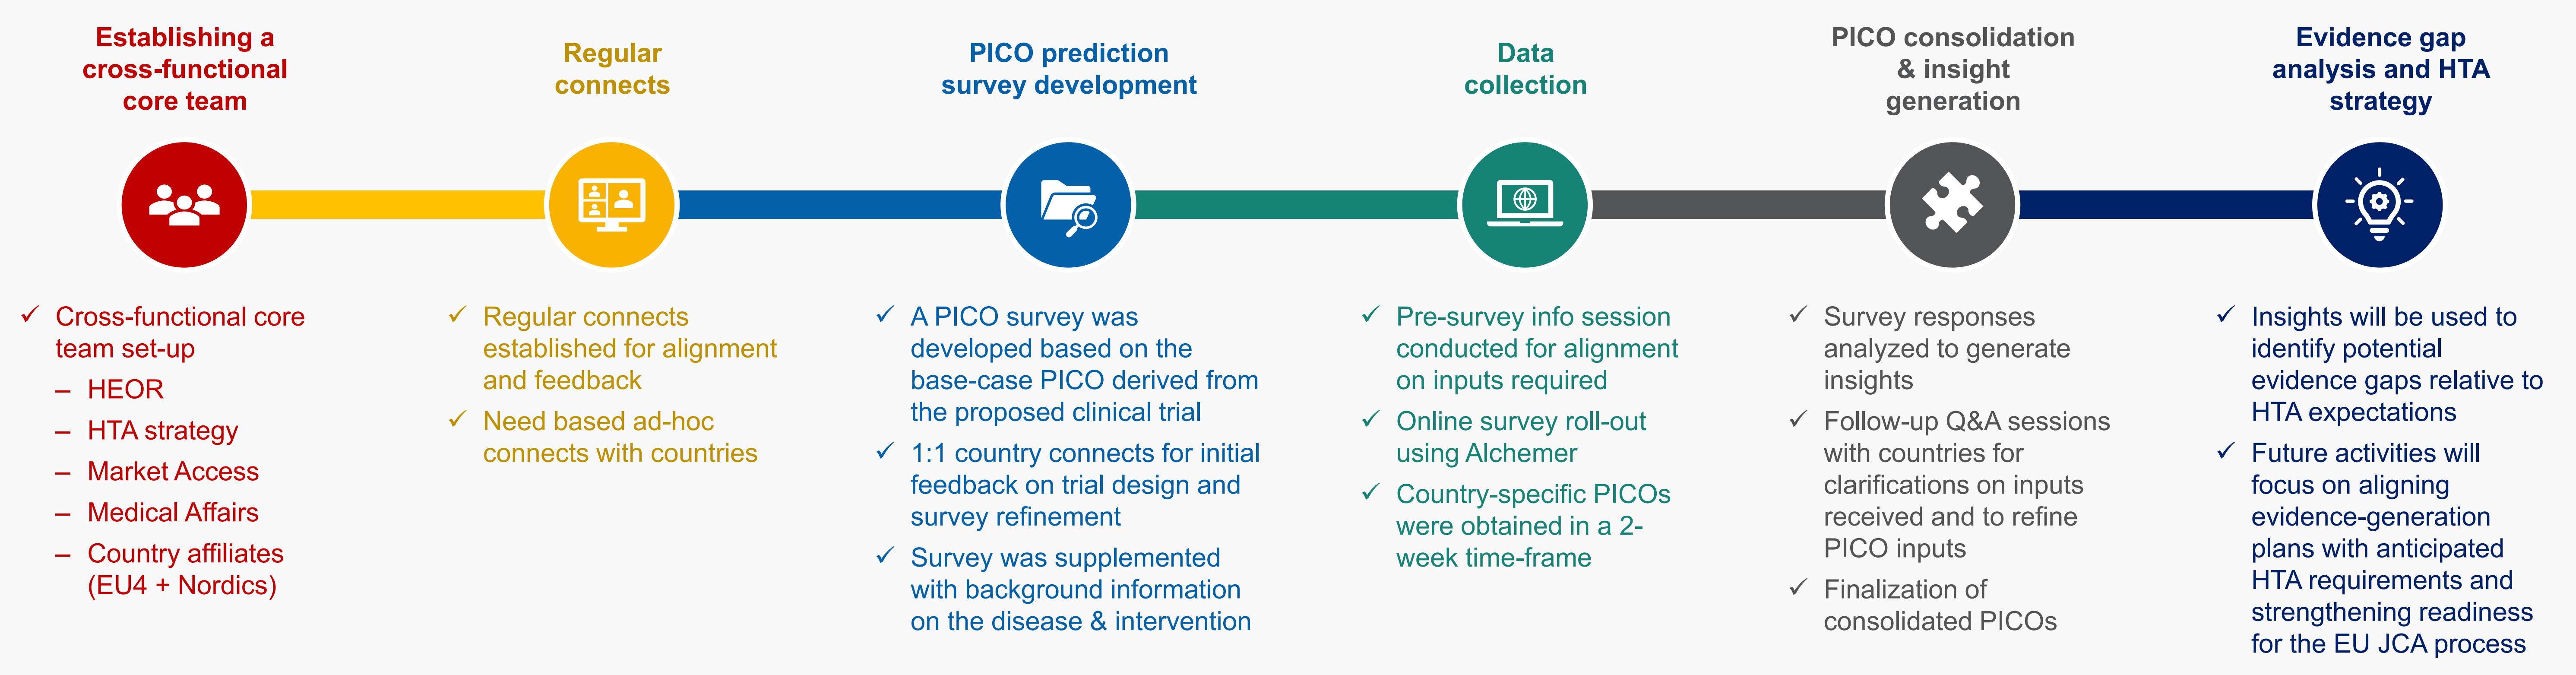 Establishing a
cross-functional
core team
Regular
connects
PICO prediction
survey development
Data
collection
PICO consolidation
& insight
generation
Evidence gap
analysis and HTA
strategy
✓ Cross-functional core
team set-up
– HEOR
– HTA strategy
– Market Access
– Medical Affairs
– Country affiliates
(EU4 + Nordics)
✓ Regular connects
established for alignment
and feedback
✓ Need based ad-hoc
connects with countries
✓ A PICO survey was
developed based on the
base-case PICO derived from
the proposed clinical trial
✓ 1:1 country connects for initial
feedback on trial design and
survey refinement
✓ Survey was supplemented
with background information
on the disease & intervention
✓ Pre-survey info session
conducted for alignment
on inputs required
✓ Online survey roll-out
using Alchemer
✓ Country-specific PICOs
were obtained in a 2-
week time-frame
✓ Survey responses
analyzed to generate
insights
✓ Follow-up Q&A sessions
with countries for
clarifications on inputs
received and to refine
PICO inputs
✓ Finalization of
consolidated PICOs
✓ Insights will be used to
identify potential
evidence gaps relative to
HTA expectations
✓ Future activities will
focus on aligning
evidence-generation
plans with anticipated
HTA requirements and
strengthening readiness
for the EU JCA process